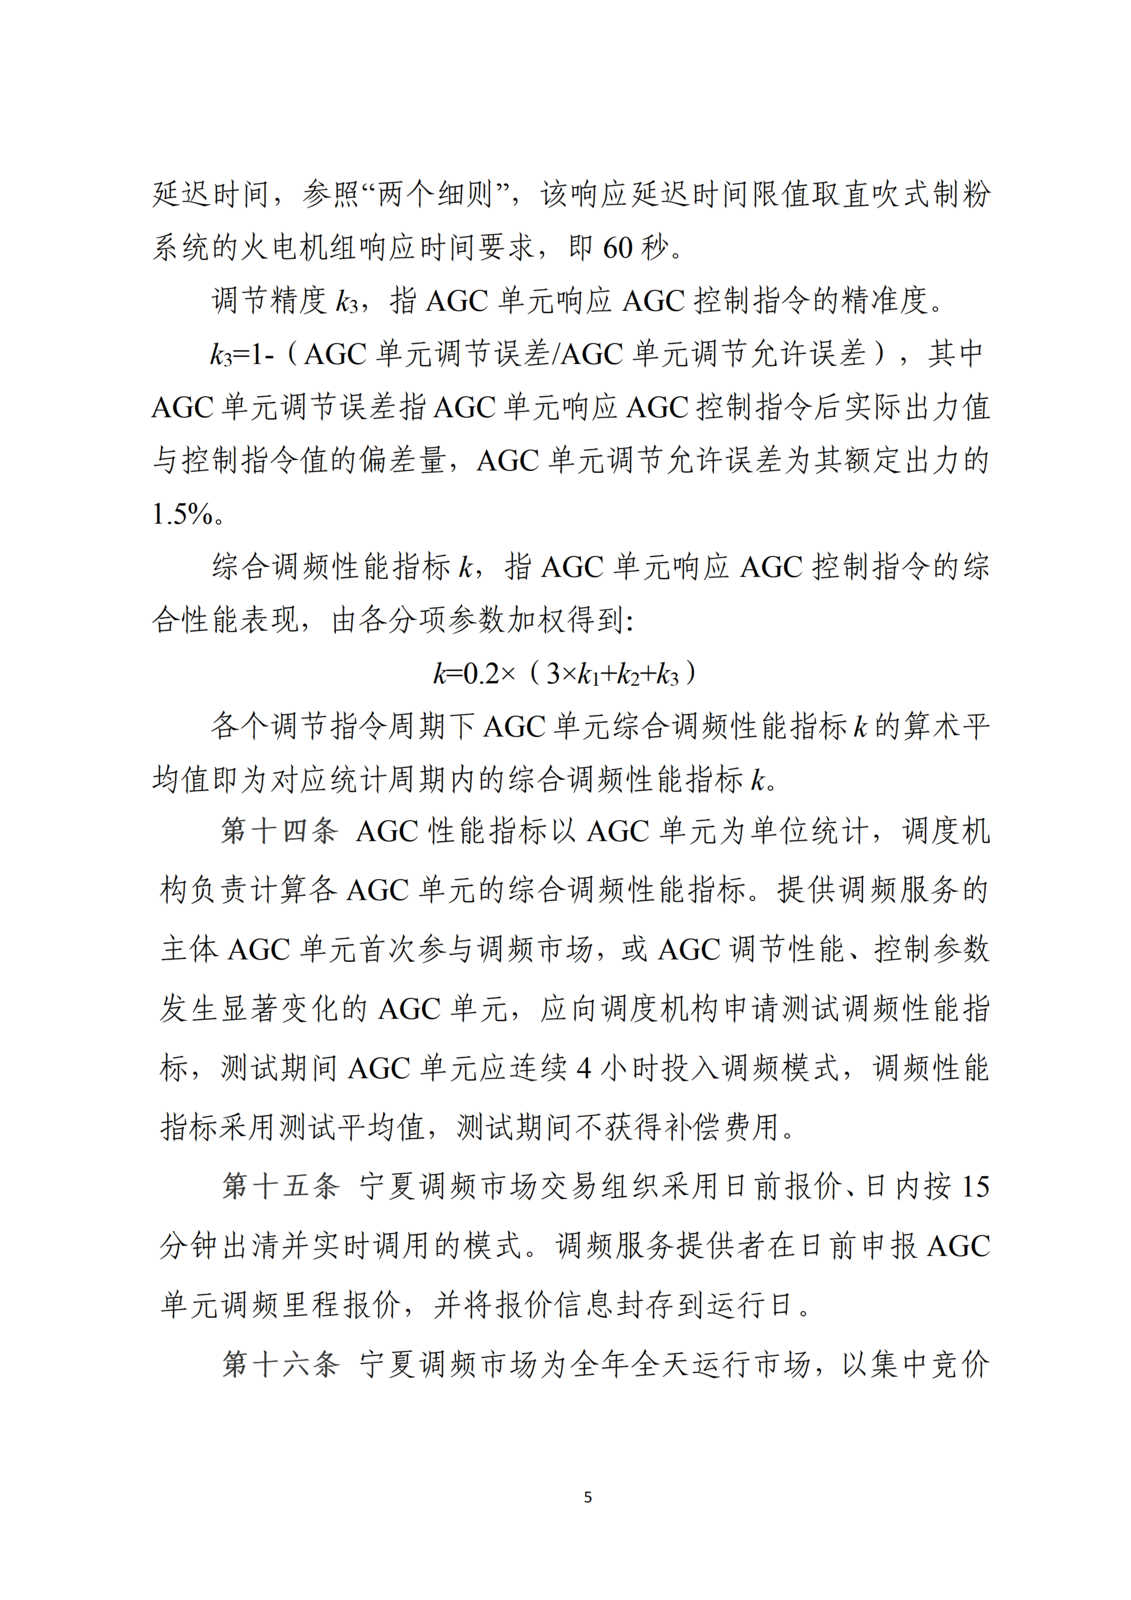 延迟时间，参照“两个细则”，该响应延迟时间限值取直吹式制粉
系统的火电机组响应时间要求，即 60 秒。
调节精度 k3，指 AGC 单元响应 AGC 控制指令的精准度。
k3=1-（AGC 单元调节误差/AGC 单元调节允许误差），其中
AGC 单元调节误差指 AGC 单元响应 AGC 控制指令后实际出力值
与控制指令值的偏差量，AGC 单元调节允许误差为其额定出力的
1.5%。
综合调频性能指标 k，指 AGC 单元响应 AGC 控制指令的综
合性能表现，由各分项参数加权得到:
k=0.2×（3×k1+k2+k3）
各个调节指令周期下 AGC 单元综合调频性能指标 k 的算术平
均值即为对应统计周期内的综合调频性能指标 k。
第十四条 AGC 性能指标以 AGC 单元为单位统计，调度机
构负责计算各 AGC 单元的综合调频性能指标。提供调频服务的
主体 AGC 单元首次参与调频市场，或 AGC 调节性能、控制参数
发生显著变化的 AGC 单元，应向调度机构申请测试调频性能指
标，测试期间 AGC 单元应连续 4 小时投入调频模式，调频性能
指标采用测试平均值，测试期间不获得补偿费用。
第十五条 宁夏调频市场交易组织采用日前报价、日内按 15
分钟出清并实时调用的模式。调频服务提供者在日前申报 AGC
单元调频里程报价，并将报价信息封存到运行日。
第十六条 宁夏调频市场为全年全天运行市场，以集中竞价
5